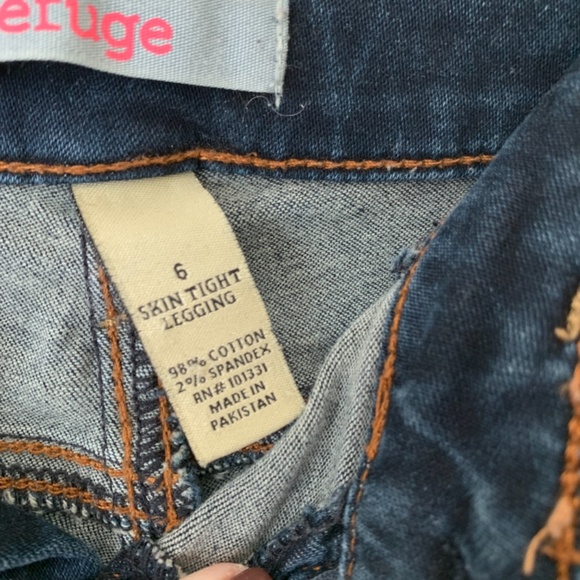 efuge
6
SKIN TIGHT
LEGGING
98% COTTON
2% SPANDEX
RN# 101331
MADE IN
PAKISTAN